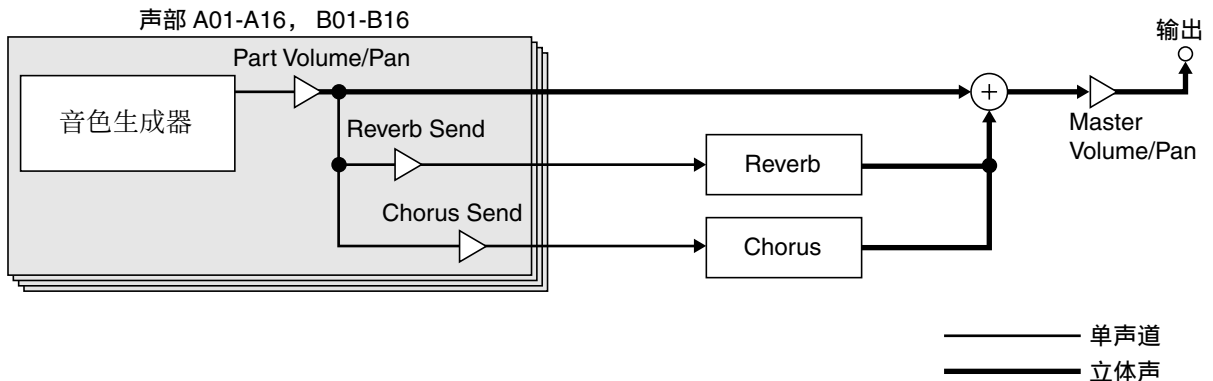 声部 A01-A16， B01-B16
Part Volume/Pan
音色生成器
Reverb Send
Chorus Send
Reverb
Chorus
输出
Master
Volume/Pan
单声道
立体声